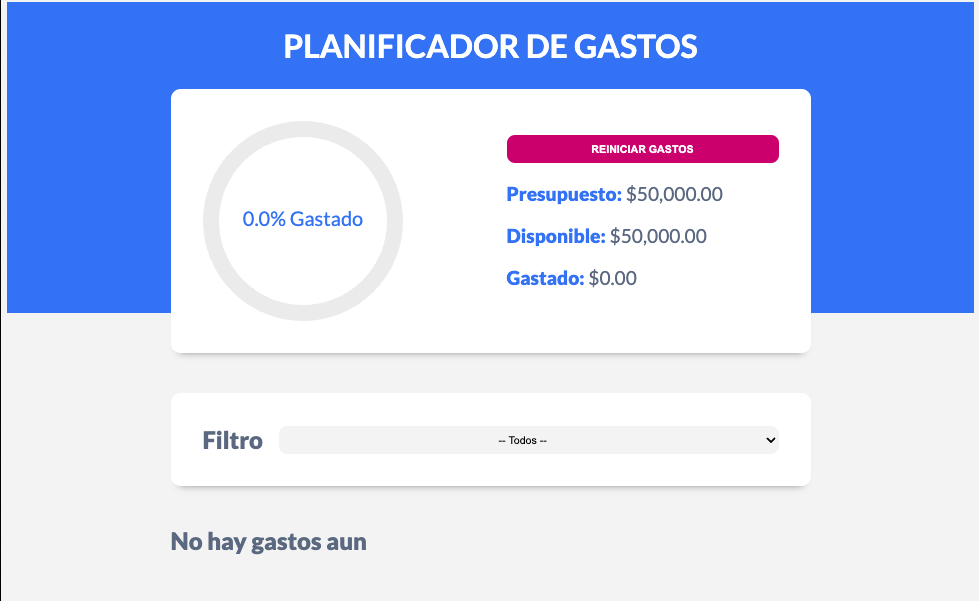 PLANIFICADOR DE GASTOS
0.0% Gastado
REINICIAR GASTOS
Presupuesto: $50,000.00
Disponible: $50,000.00
Gastado: $0.00
Filtro
-- Todos --
No hay gastos aun